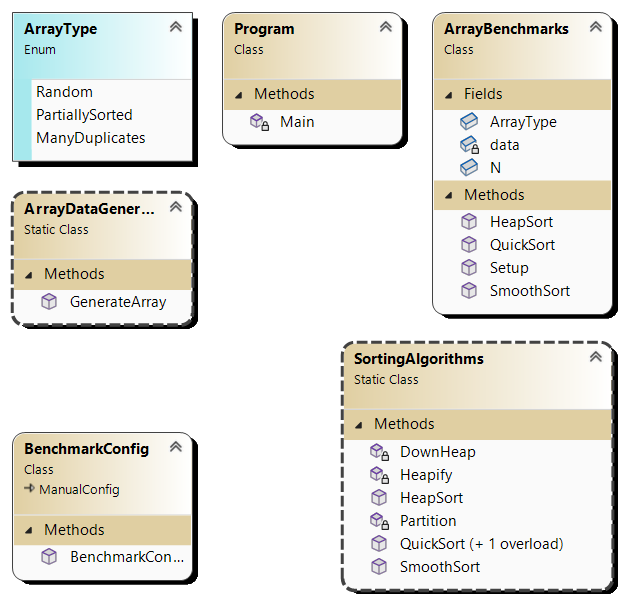 ArrayType
Enum
Random
PartiallySorted
ManyDuplicates
Program
Class
Methods
Main
ArrayBenchmarks
Class
Fields
ArrayType
data
N
Methods
HeapSort
QuickSort
Setup
SmoothSort
ArrayDataGener...
Static Class
Methods
GenerateArray
SortingAlgorithms
Static Class
Methods
DownHeap
Heapify
HeapSort
Partition
QuickSort (+ 1 overload)
SmoothSort
BenchmarkConfig
Class
ManualConfig
Methods
BenchmarkCon...